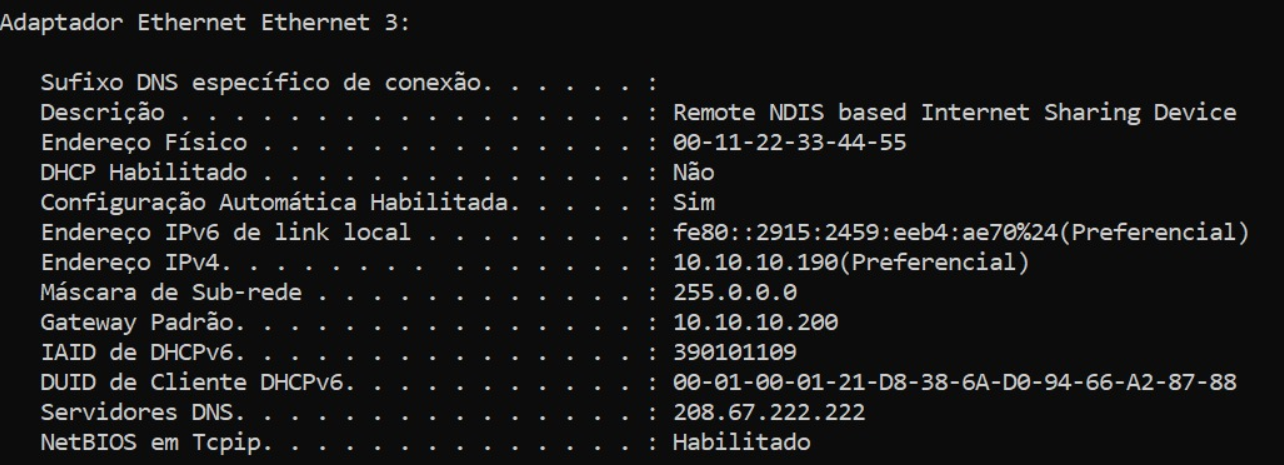 Adaptador Ethernet Ethernet 3:
Sufixo DNS específico de conexão. . . . . . :
Descrição . . . . . . . . . . . . . . . . . . : Remote NDIS based Internet Sharing Device
Endereço Físico . . . . . . . . . . . . . . . : 00-11-22-33-44-55
DHCP Habilitado . . . . . . . . . . . . . . . : Não
Configuração Automática Habilitada. . . . . : Sim
Endereço IPv6 de link local . . . . . . . . . : fe80::2915:2459:eeb4:ae70%24(Preferencial)
Endereço IPv4. . . . . . . . . . . . . . . . : 10.10.10.190(Preferencial)
Máscara de Sub-rede . . . . . . . . . . . . . : 255.0.0.0
Gateway Padrão. . . . . . . . . . . . . . . . : 10.10.10.200
IAID de DHCPv6. . . . . . . . . . . . . . . . : 390101109
DUID de Cliente DHCPv6. . . . . . . . . . . . : 00-01-00-01-21-D8-38-6A-D0-94-66-A2-87-88
Servidores DNS. . . . . . . . . . . . . . . . : 208.67.222.222
NetBIOS em Tcpip. . . . . . . . . . . . . . . : Habilitado